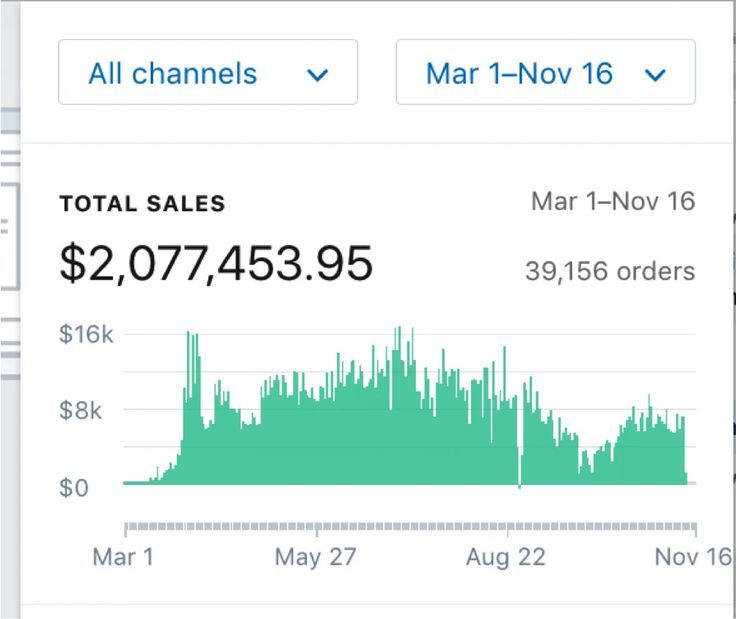 All channels
Mar 1–Nov 16
TOTAL SALES
Mar 1–Nov 16
$2,077,453.95
39,156 orders
$16k
$8k
$0
Mar 1
May 27
Aug 22
Nov 16